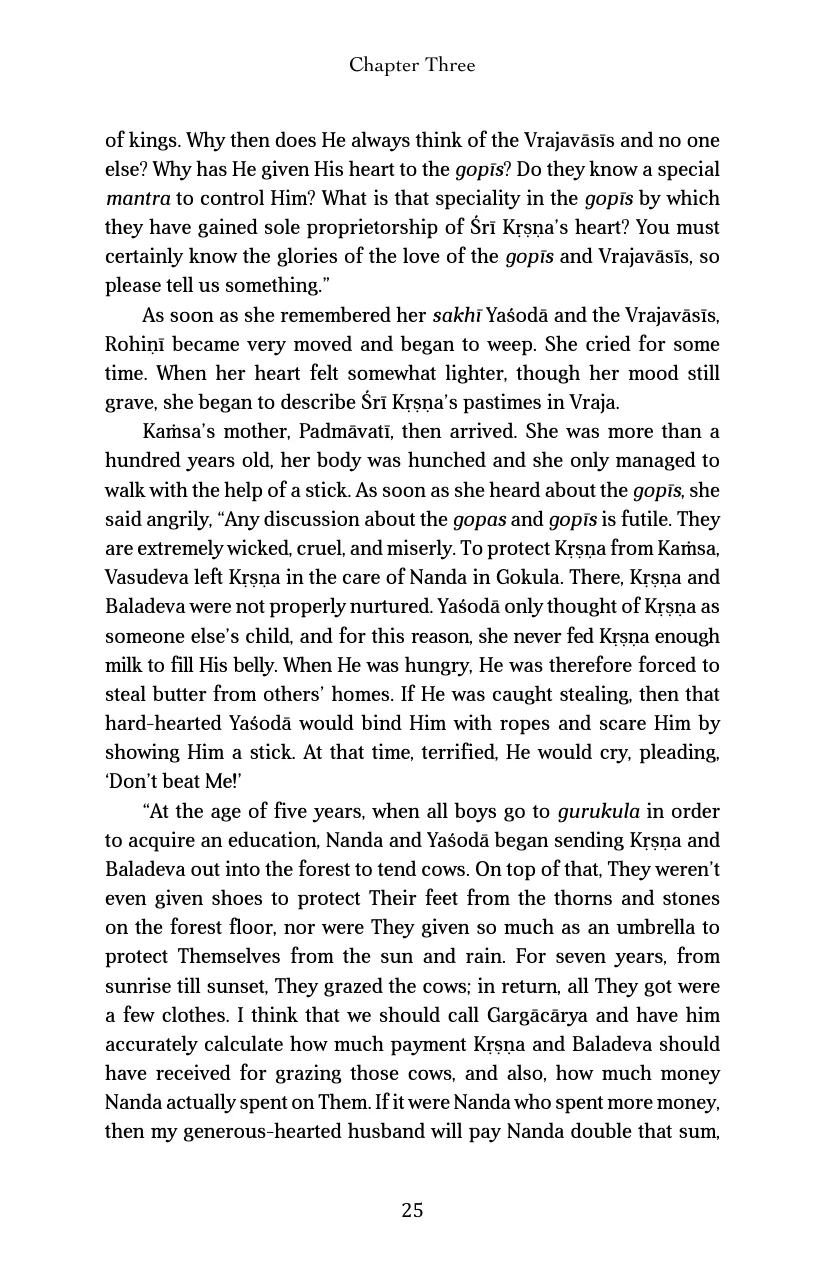 Chapter Three
of kings. Why then does He always think of the Vrajavāsīs and no one
else? Why has He given His heart to the gopīs? Do they know a special
mantra to control Him? What is that speciality in the gopīs by which
they have gained sole proprietorship of Śrī Kṛṣṇa’s heart? You must
certainly know the glories of the love of the gopīs and Vrajavāsīs, so
please tell us something.”
As soon as she remembered her sakhī Yaśodā and the Vrajavāsīs,
Rohiṇī became very moved and began to weep. She cried for some
time. When her heart felt somewhat lighter, though her mood still
grave, she began to describe Śrī Kṛṣṇa’s pastimes in Vraja.
Kaṁsa’s mother, Padmāvatī, then arrived. She was more than a
hundred years old, her body was hunched and she only managed to
walk with the help of a stick. As soon as she heard about the gopīs, she
said angrily, “Any discussion about the gopas and gopīs is futile. They
are extremely wicked, cruel, and miserly. To protect Kṛṣṇa from Kaṁsa,
Vasudeva left Kṛṣṇa in the care of Nanda in Gokula. There, Kṛṣṇa and
Baladeva were not properly nurtured. Yaśodā only thought of Kṛṣṇa as
someone else’s child, and for this reason, she never fed Kṛṣṇa enough
milk to fill His belly. When He was hungry, He was therefore forced to
steal butter from others’ homes. If He was caught stealing, then that
hard-hearted Yaśodā would bind Him with ropes and scare Him by
showing Him a stick. At that time, terrified, He would cry, pleading,
‘Don’t beat Me!’
“At the age of five years, when all boys go to gurukula in order
to acquire an education, Nanda and Yaśodā began sending Kṛṣṇa and
Baladeva out into the forest to tend cows. On top of that, They weren’t
even given shoes to protect Their feet from the thorns and stones
on the forest floor, nor were They given so much as an umbrella to
protect Themselves from the sun and rain. For seven years, from
sunrise till sunset, They grazed the cows; in return, all They got were
a few clothes. I think that we should call Gargācārya and have him
accurately calculate how much payment Kṛṣṇa and Baladeva should
have received for grazing those cows, and also, how much money
Nanda actually spent on Them. If it were Nanda who spent more money,
then my generous-hearted husband will pay Nanda double that sum,
25